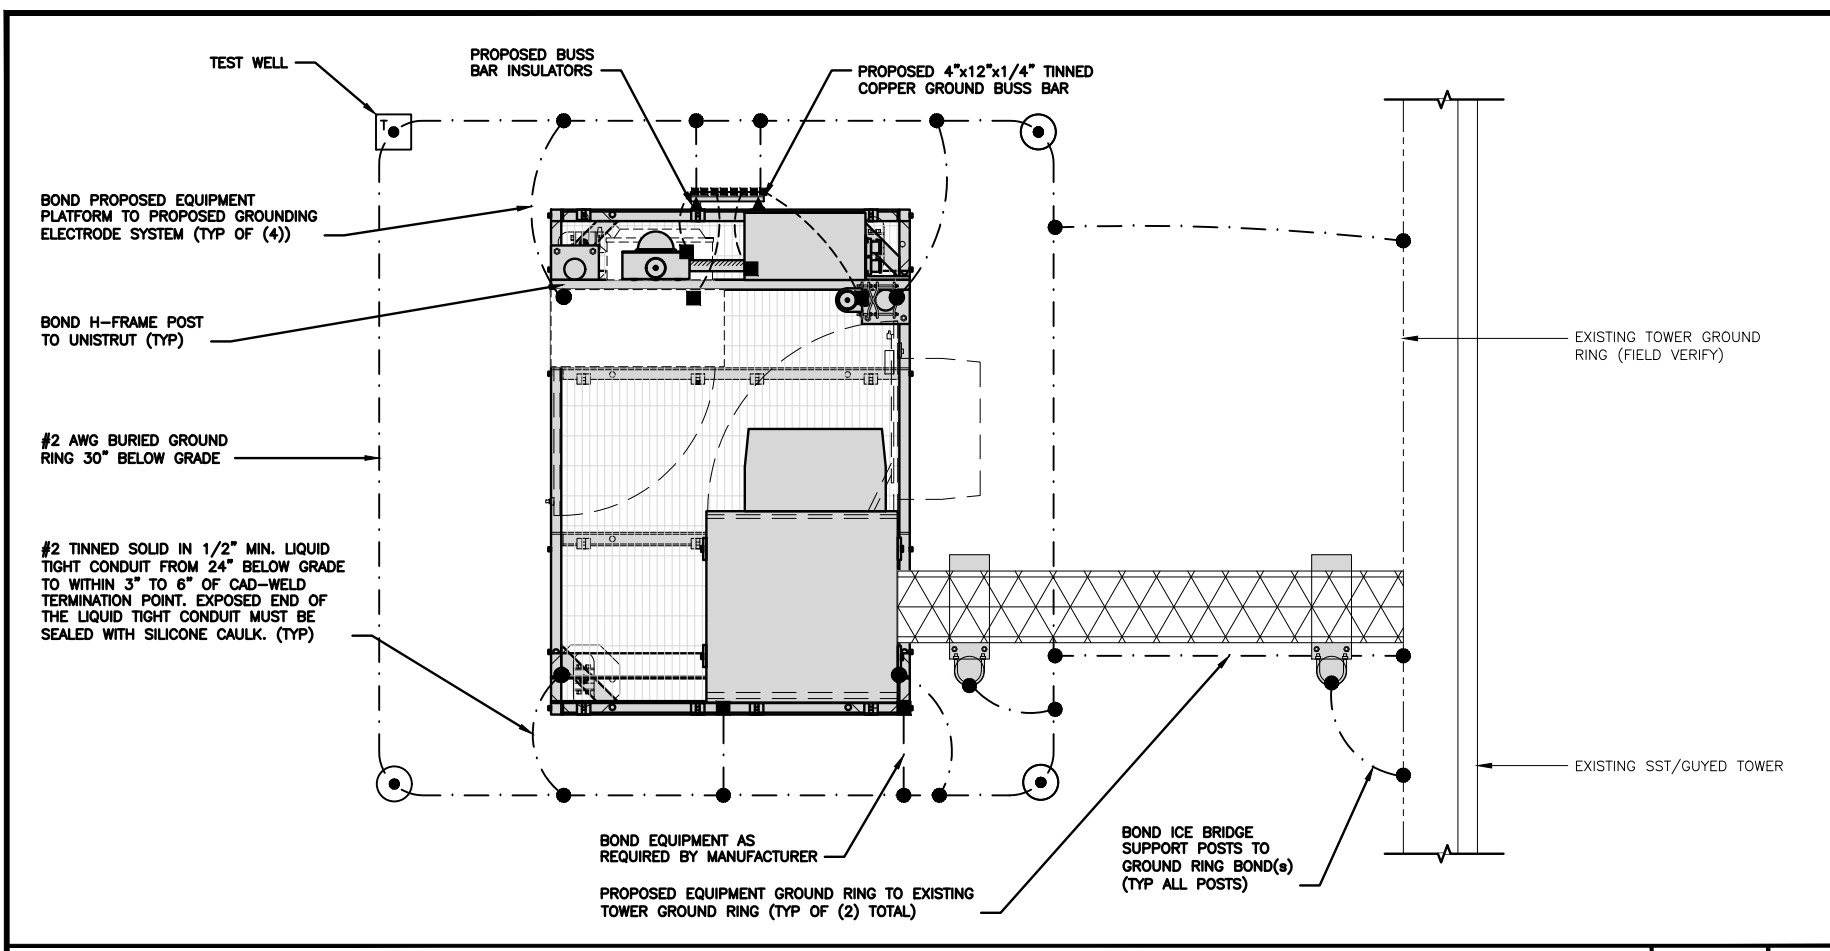 TEST WELL
PROPOSED BUSS
BAR INSULATORS
PROPOSED 4"x12"x1/4" TINNED
COPPER GROUND BUSS BAR
T
BOND PROPOSED EQUIPMENT
PLATFORM TO PROPOSED GROUNDING
ELECTRODE SYSTEM (TYP OF (4))
BOND H-FRAME POST
TO UNISTRUT (TYP)
EXISTING TOWER GROUND
RING (FIELD VERIFY)
#2 AWG BURIED GROUND
RING 30" BELOW GRADE
#2 TINNED SOLID IN 1/2" MIN. LIQUID
TIGHT CONDUIT FROM 24" BELOW GRADE
TO WITHIN 3" TO 6" OF CAD-WELD
TERMINATION POINT. EXPOSED END OF
THE LIQUID TIGHT CONDUIT MUST BE
SEALED WITH SILICONE CAULK. (TYP)
EXISTING SST/GUYED TOWER
BOND EQUIPMENT AS
REQUIRED BY MANUFACTURER
BOND ICE BRIDGE
SUPPORT POSTS TO
GROUND RING BOND(s)
(TYP ALL POSTS)
PROPOSED EQUIPMENT GROUND RING TO EXISTING
TOWER GROUND RING (TYP OF (2) TOTAL)